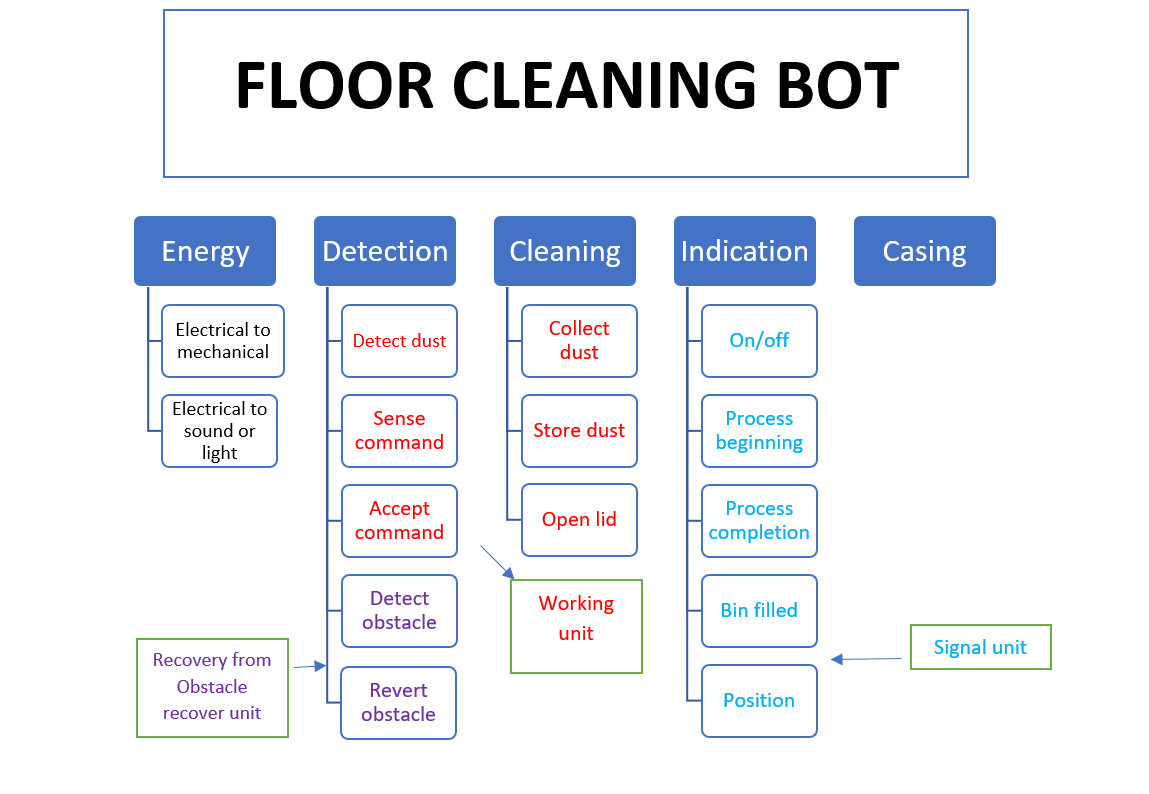 FLOOR CLEANING BOT
Energy
Detection
Cleaning
Indication
Casing
Electrical to
mechanical
Electrical to
sound or
light
Detect dust
Sense
command
Accept
command
Detect
obstacle
Revert
obstacle
Collect
dust
Store dust
Open lid
Working
unit
On/off
Process
beginning
Process
completion
Bin filled
Position
Recovery from
Obstacle
recover unit
Signal unit